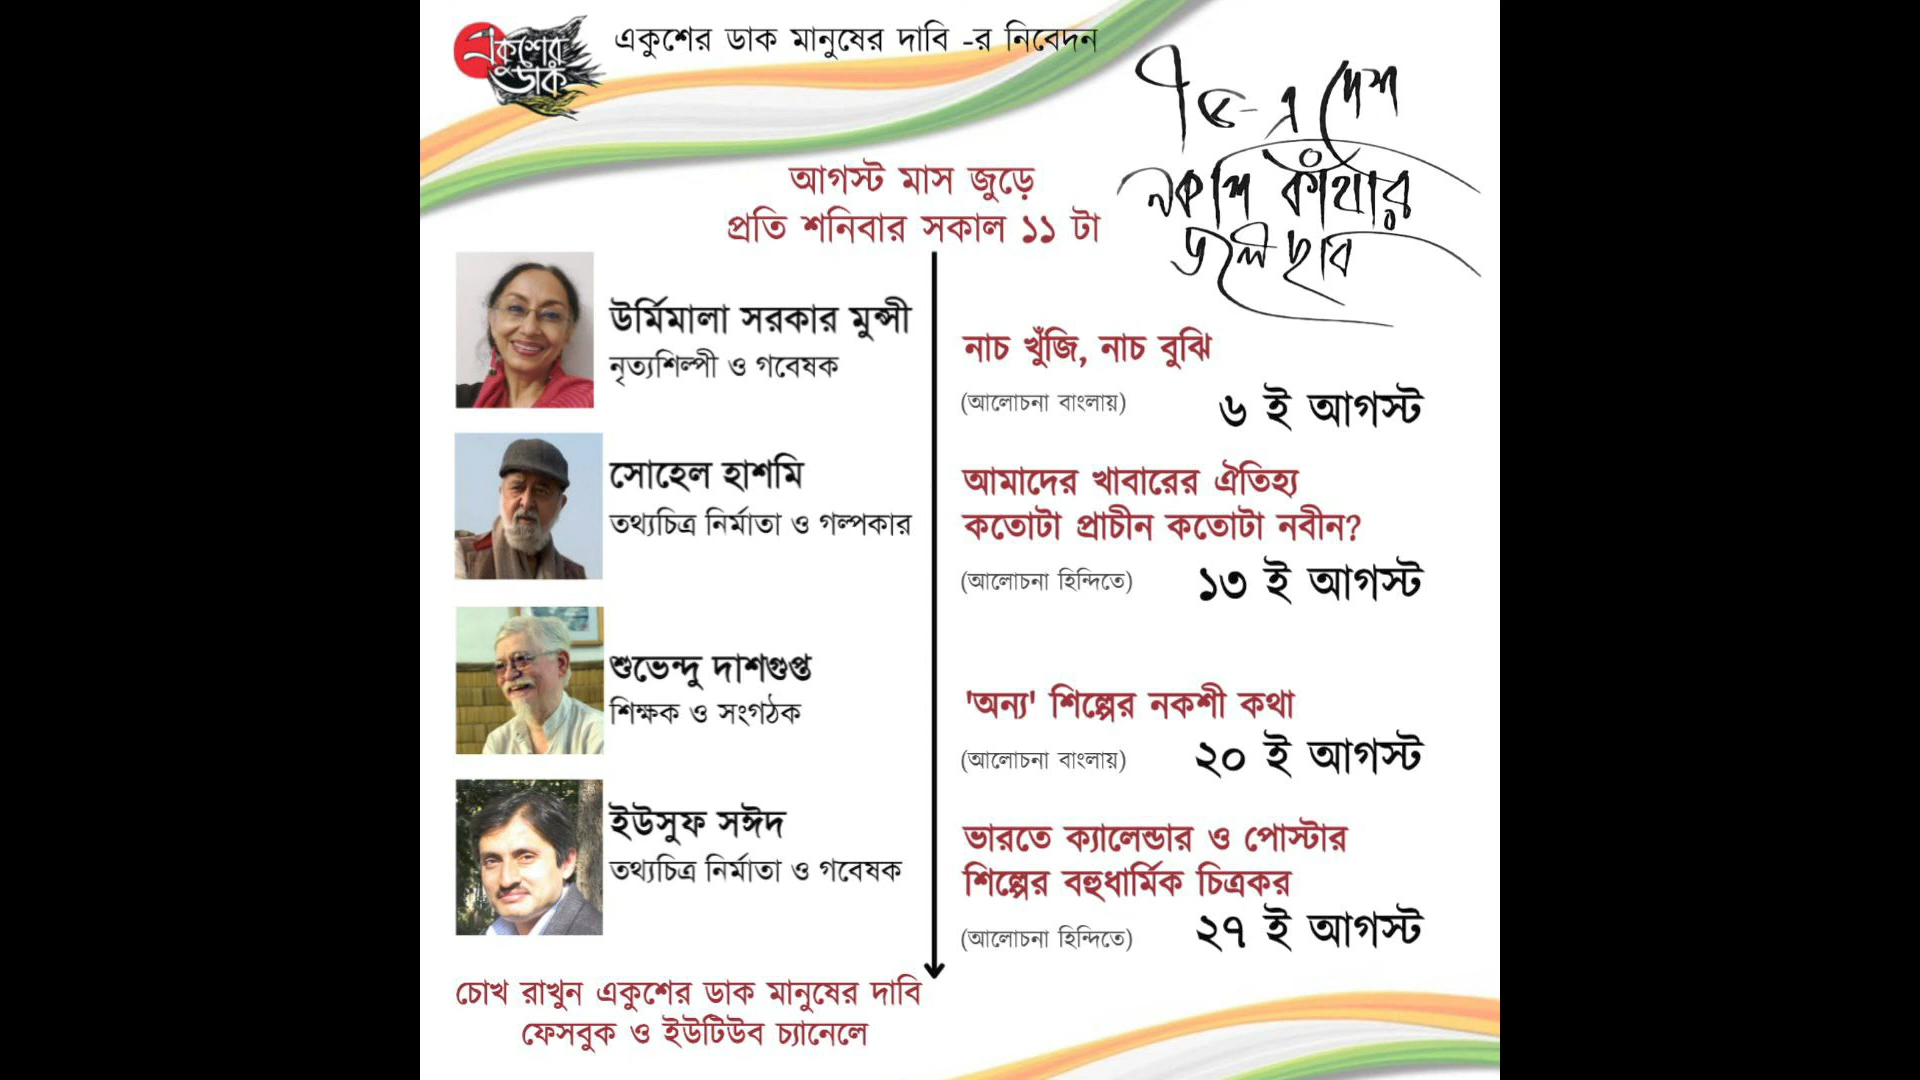 একুশের
ডাক
একুশের ডাক মানুষের দাবি -র নিবেদন
৭৫-এ দেশ
নকশি কাঁথার
জলছবি
আগস্ট মাস জুড়ে
প্রতি শনিবার সকাল ১১ টা
উর্মিমালা সরকার মুন্সী
নৃত্যশিল্পী ও গবেষক
নাচ খুঁজি, নাচ বুঝি
(আলোচনা বাংলায়)
৬ ই আগস্ট
সোহেল হাশমি
তথ্যচিত্র নির্মাতা ও গল্পকার
আমাদের খাবারের ঐতিহ্য
কতোটা প্রাচীন কতোটা নবীন?
(আলোচনা হিন্দিতে)
১৩ ই আগস্ট
শুভেন্দু দাশগুপ্ত
শিক্ষক ও সংগঠক
'অন্য' শিল্পের নকশী কথা
(আলোচনা বাংলায়)
২০ ই আগস্ট
ইউসুফ সঈদ
তথ্যচিত্র নির্মাতা ও গবেষক
ভারতে ক্যালেন্ডার ও পোস্টার
শিল্পের বহুধার্মিক চিত্রকর
(আলোচনা হিন্দিতে)
২৭ ই আগস্ট
চোখ রাখুন একুশের ডাক মানুষের দাবি
ফেসবুক ও ইউটিউব চ্যানেলে